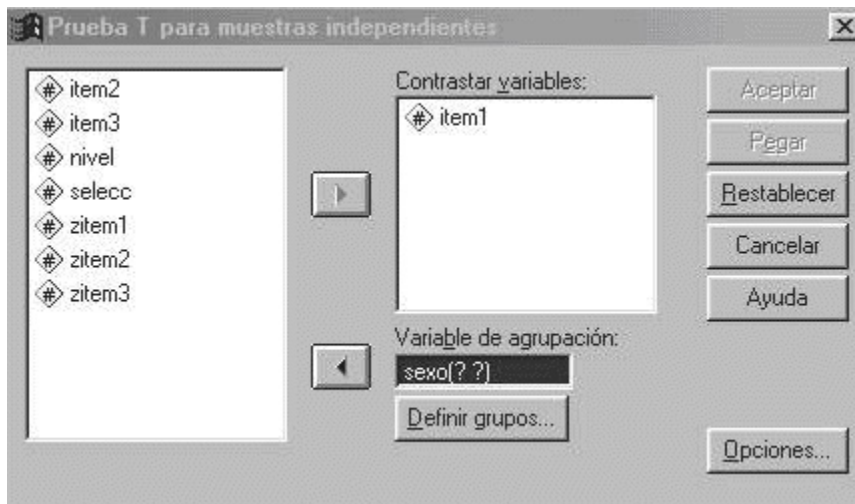 Prueba T para muestras independientes
item2
item3
nivel
selecc
zitem1
zitem2
zitem3
Contrastar variables:
item1
Variable de agrupación:
sexo(? ?)
Definir grupos...
Aceptar
Pegar
Restablecer
Cancelar
Ayuda
Opciones...